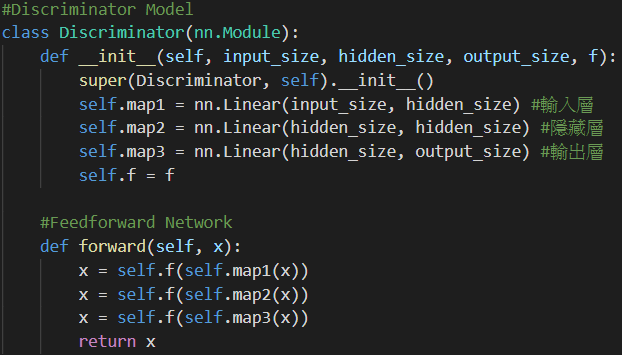 #Discriminator Model
class Discriminator(nn.Module):
    def __init__(self, input_size, hidden_size, output_size, f):
        super(Discriminator, self).__init__()
        self.map1 = nn.Linear(input_size, hidden_size) #輸入層
        self.map2 = nn.Linear(hidden_size, hidden_size) #隱藏層
        self.map3 = nn.Linear(hidden_size, output_size) #輸出層
        self.f = f
    #Feedforward Network
    def forward(self, x):
        x = self.f(self.map1(x))
        x = self.f(self.map2(x))
        x = self.f(self.map3(x))
        return x